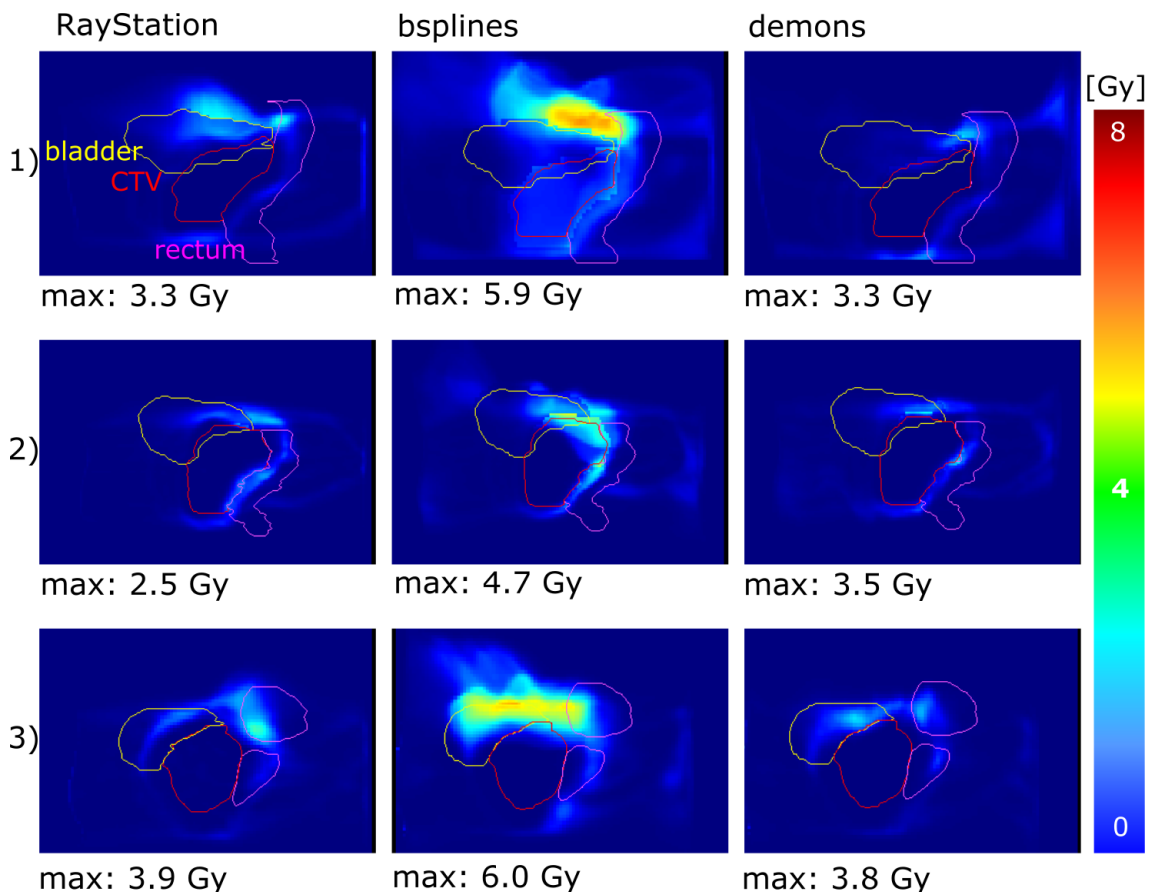 RayStation bsplines demons
[Gy]
8
1)
bladder
CTV
rectum
max: 3.3 Gy max: 5.9 Gy max: 3.3 Gy
2)
4
max: 2.5 Gy max: 4.7 Gy max: 3.5 Gy
3)
0
max: 3.9 Gy max: 6.0 Gy max: 3.8 Gy